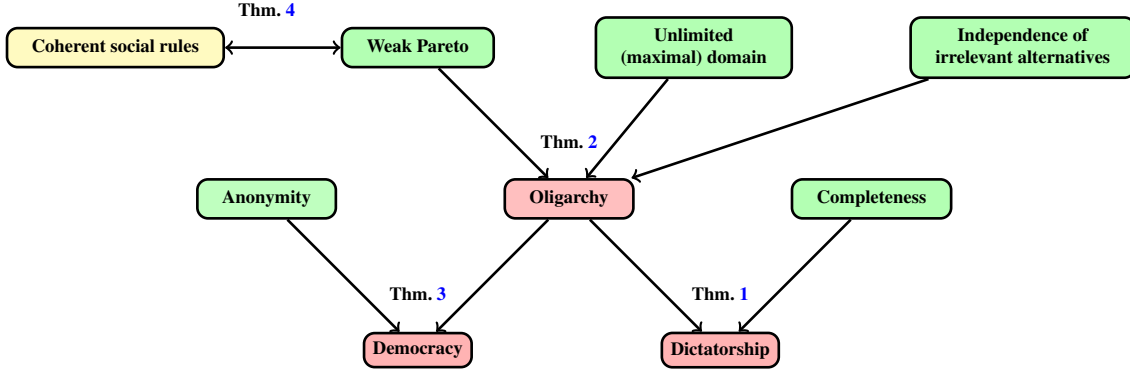 Thm. 4
Coherent social rules
Weak Pareto
Unlimited
(maximal) domain
Independence of
irrelevant alternatives
Thm. 2
Anonymity
Oligarchy
Completeness
Thm. 3
Thm. 1
Democracy
Dictatorship